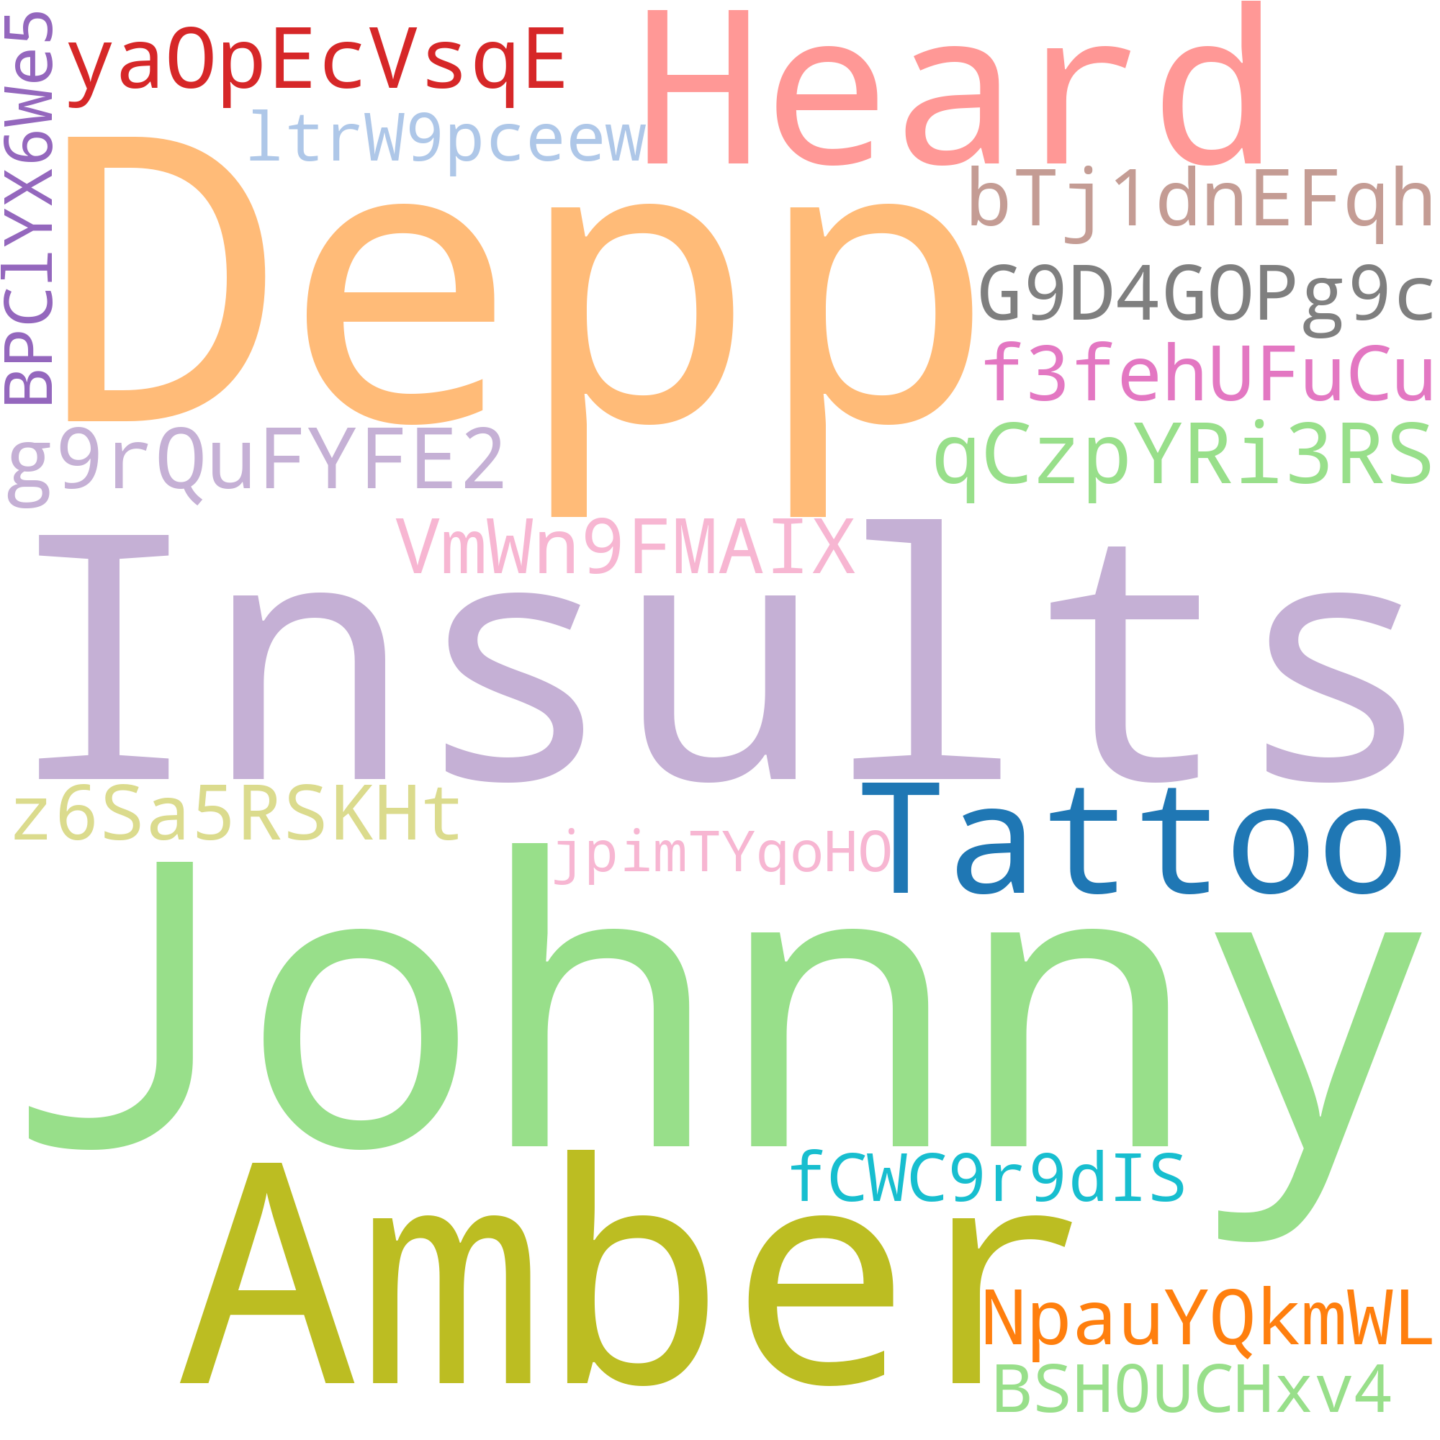 BPClYX6We5
yaOpEcVsqE
Heard
ltrW9pceew
Depp
bTj1dnEFqh
G9D4GOPg9c
f3fehUFuCu
g9rQuFYFE2
qCzpYRi3RS
VmWn9FMAIX
Insults
z6Sa5RSKHt
Tattoo
jpimTYqoHO
Johnny
fCWC9r9dIS
Amber
NpauYQkmWL
BSH0UCHxv4